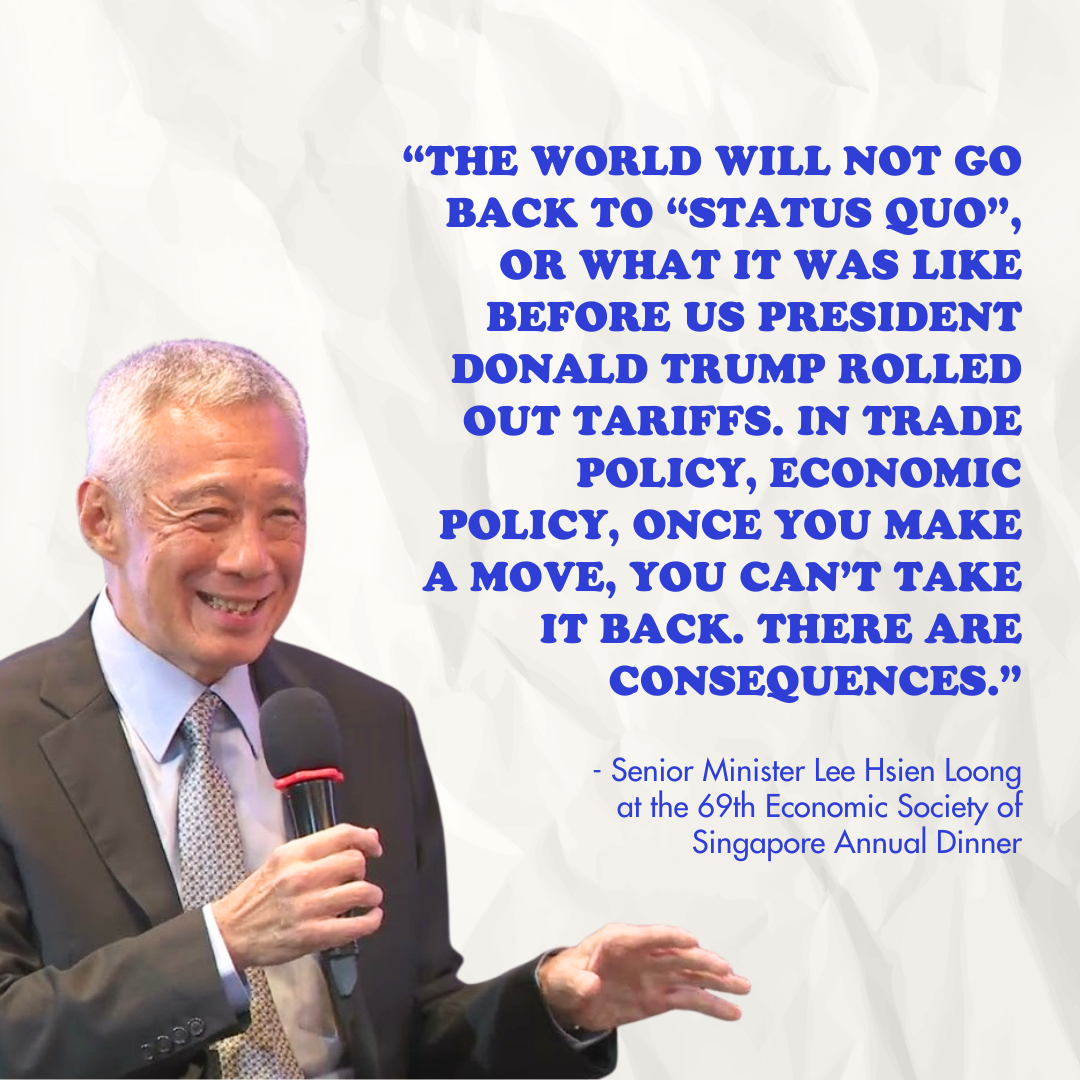 “THE WORLD WILL NOT GO
BACK TO “STATUS QUO”,
OR WHAT IT WAS LIKE
BEFORE US PRESIDENT
DONALD TRUMP ROLLED
OUT TARIFFS. IN TRADE
POLICY, ECONOMIC
POLICY, ONCE YOU MAKE
A MOVE, YOU CAN’T TAKE
IT BACK. THERE ARE
CONSEQUENCES.”
- Senior Minister Lee Hsien Loong
at the 69th Economic Society of
Singapore Annual Dinner